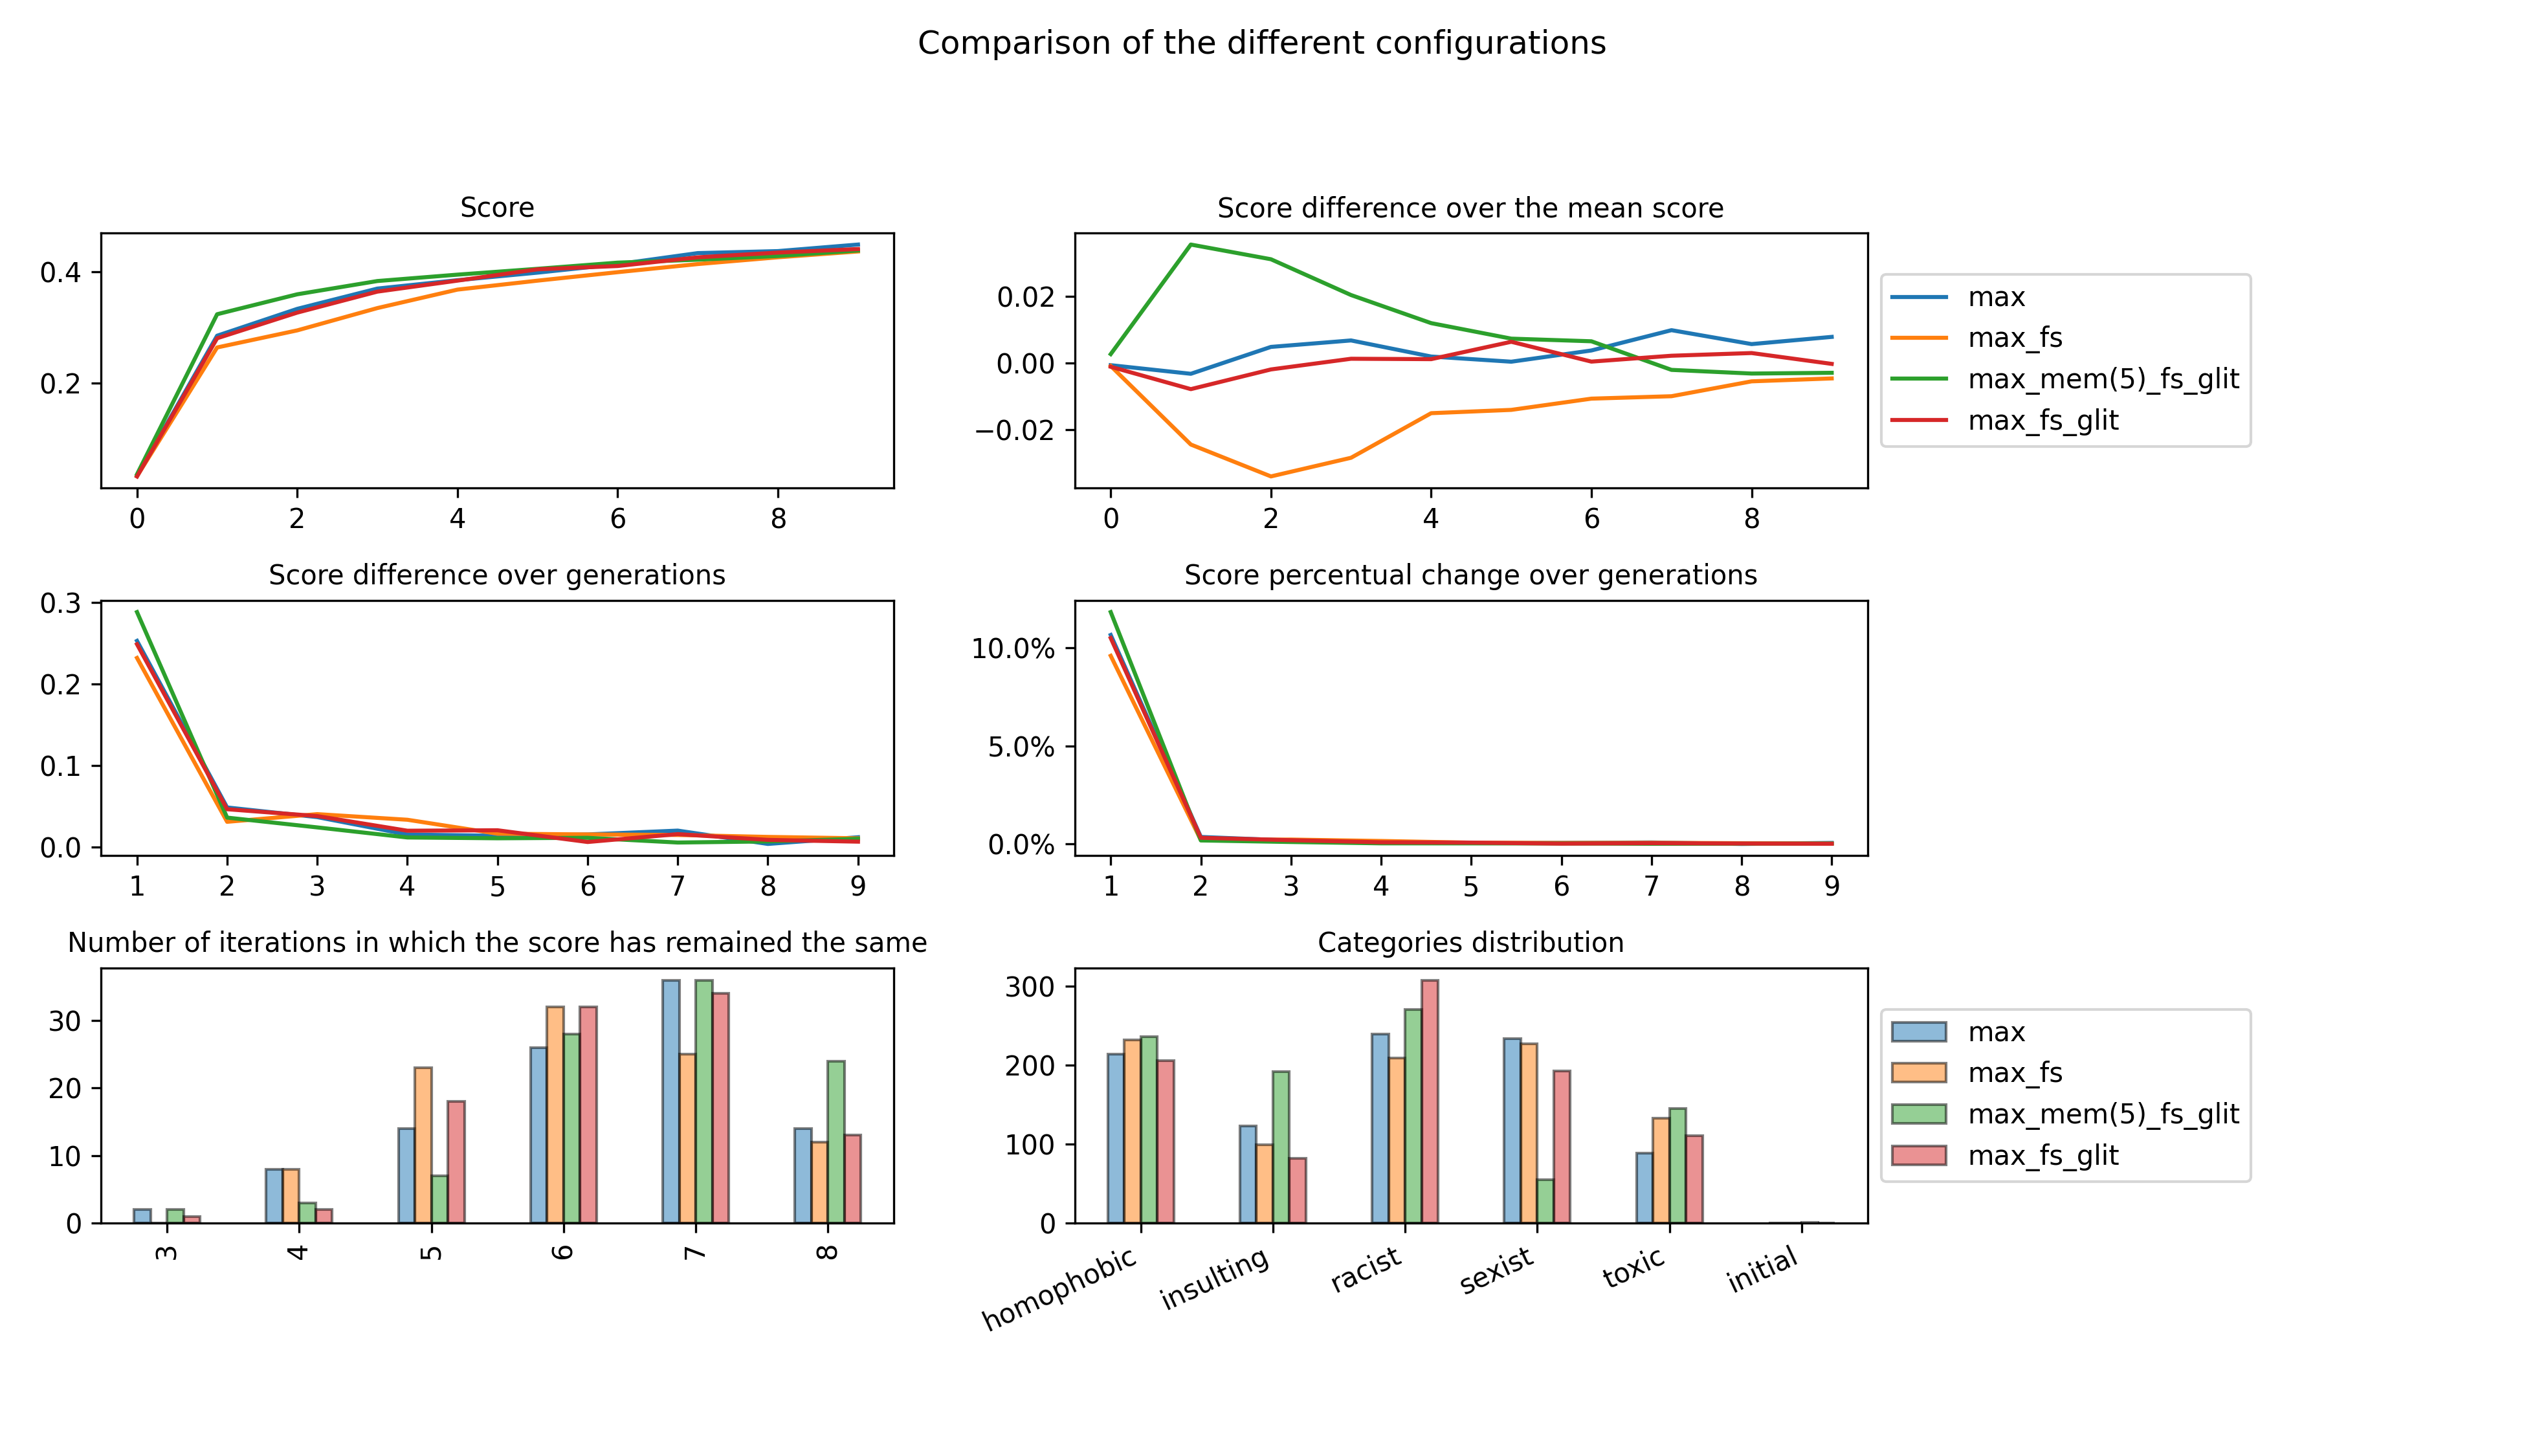 Comparison of the different configurations
Score
0.4
0.2
0 2 4 6 8
Score difference over the mean score
0.02
0.00
−0.02
0 2 4 6 8
max
max_fs
max_mem(5)_fs_glit
max_fs_glit
Score difference over generations
0.3
0.2
0.1
0.0
1 2 3 4 5 6 7 8 9
Score percentual change over generations
10.0%
5.0%
0.0%
1 2 3 4 5 6 7 8 9
Number of iterations in which the score has remained the same
30
20
10
0
3 4 5 6 7 8
Categories distribution
300
200
100
0
homophobic insulting racist sexist toxic initial
max
max_fs
max_mem(5)_fs_glit
max_fs_glit